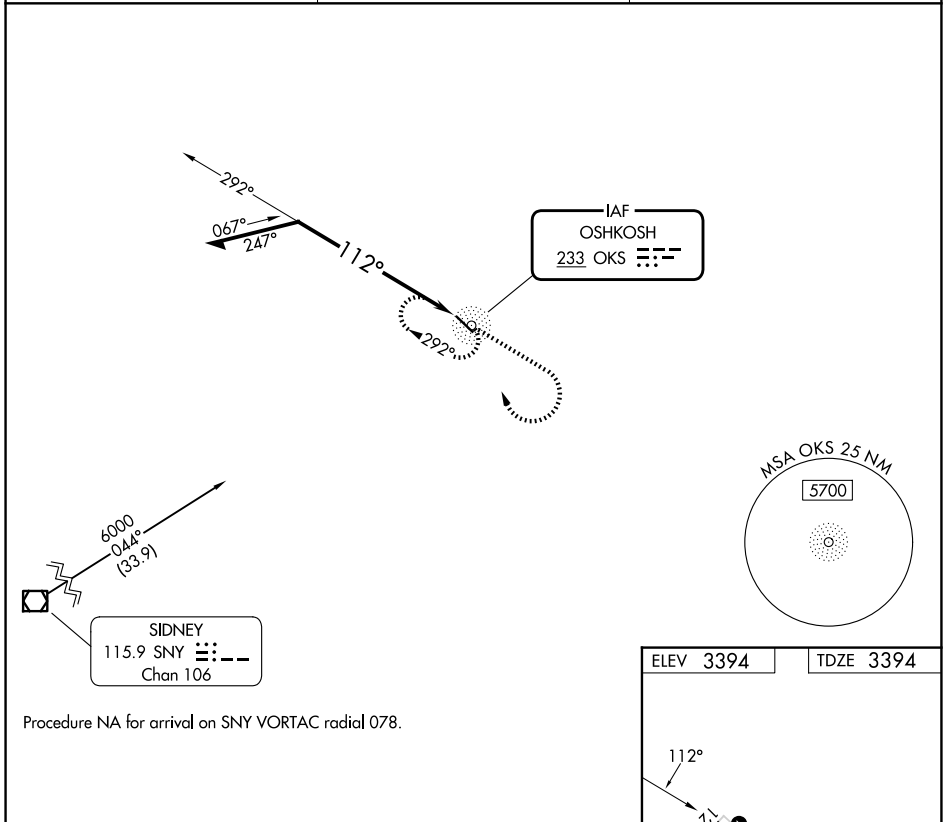 292°
067°
247°
112°
IAF
OSHKOSH
233 OKS
292°
MSA OKS 25 NM
5700
6000
044°
(33.9)
SIDNEY
115.9 SNY
Chan 106
Procedure NA for arrival on SNY VORTAC radial 078.
ELEV 3394
TDZE 3394
112°